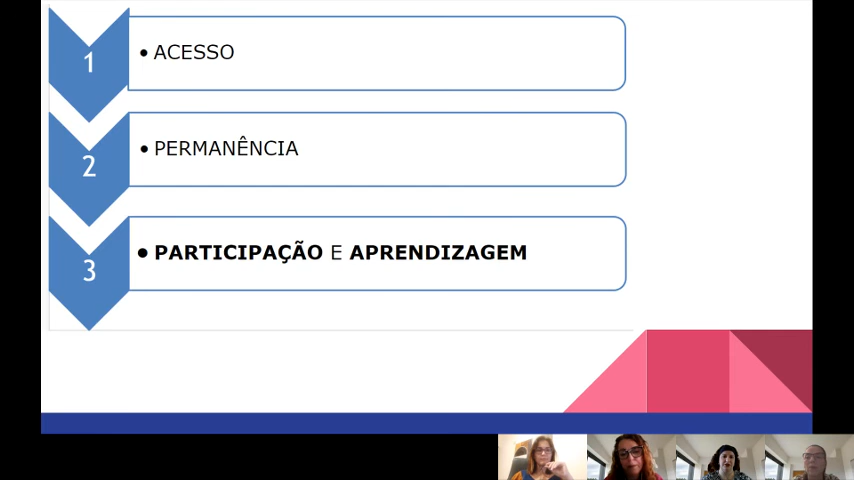 1
• ACESSO
2
• PERMANÊNCIA
3
• PARTICIPAÇÃO E APRENDIZAGEM